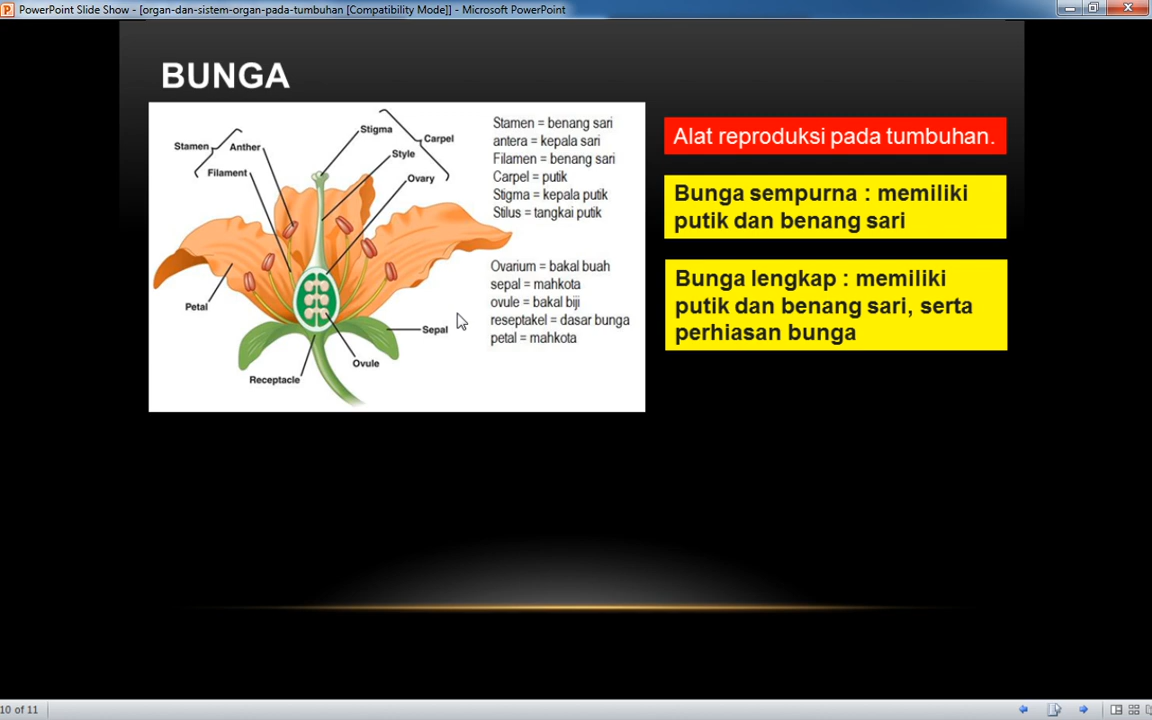 PowerPoint Slide Show - [organ-dan-sistem-organ-pada-tumbuhan [Compatibility Mode]] - Microsoft PowerPoint
BUNGA
Stamen
Anther
Filament
Stigma
Carpel
Style
Ovary
Petal
Sepal
Ovule
Receptacle
Stamen = benang sari
antera = kepala sari
Filamen = benang sari
Carpel = putik
Stigma = kepala putik
Stilus = tangkai putik
Ovarium = bakal buah
sepal = mahkota
ovule = bakal biji
reseptakel = dasar bunga
petal = mahkota
Alat reproduksi pada tumbuhan.
Bunga sempurna : memiliki
putik dan benang sari
Bunga lengkap : memiliki
putik dan benang sari, serta
perhiasan bunga
10 of 11